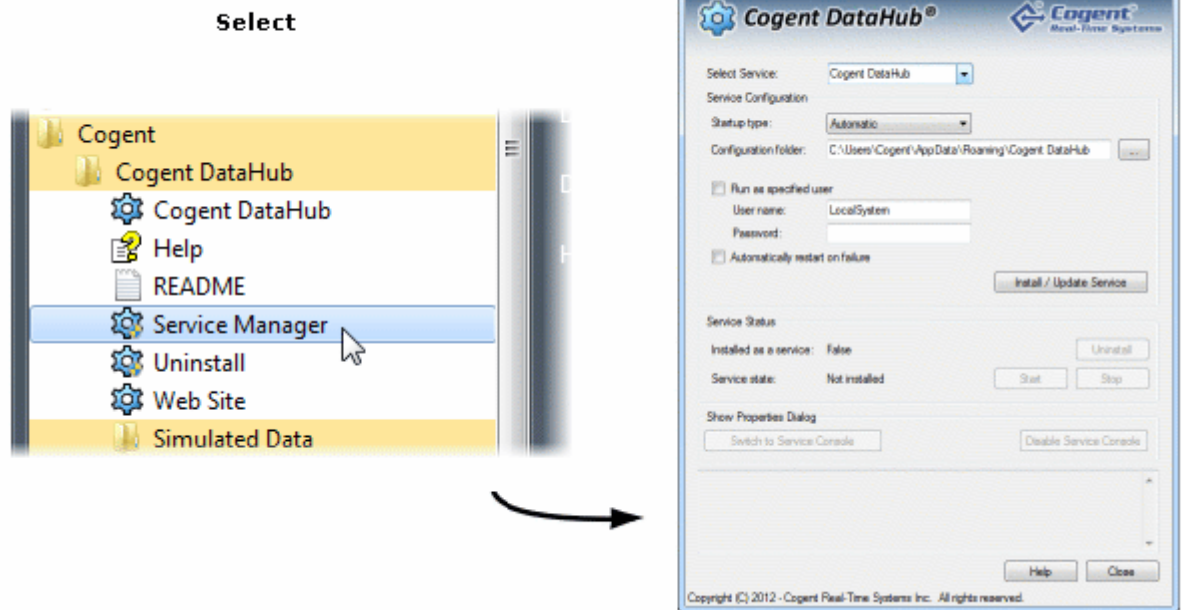 Select
Cogent
Cogent DataHub
Cogent DataHub
Help
README
Service Manager
Uninstall
Web Site
Simulated Data
Cogent DataHub®
Cogent
Real-Time Systems
Select Service: Cogent DataHub
Service Configuration
Startup type: Automatic
Configuration folder: C:\Users\Cogent\AppData\Roaming\Cogent DataHub ...
Run as specified user
User name: LocalSystem
Password:
Automatically restart on failure
Install / Update Service
Service Status
Installed as a service: False Uninstall
Service state: Not installed Start Stop
Show Properties Dialog
Switch to Service Console Disable Service Console
Help Close
Copyright (C) 2012 - Cogent Real-Time Systems Inc. All rights reserved.